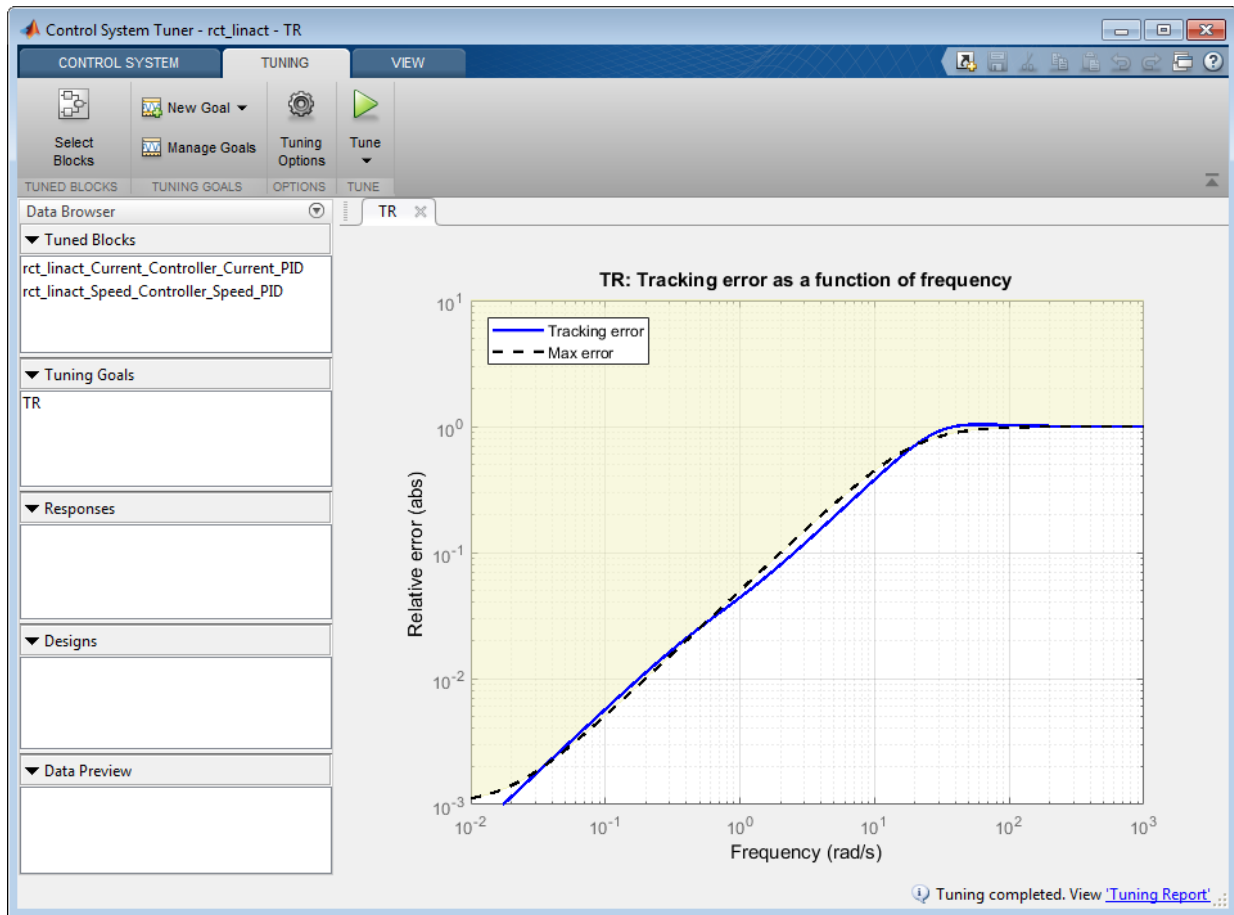 Control System Tuner - rct_linact - TR
CONTROL SYSTEM TUNING VIEW
Select Blocks
New Goal
Manage Goals
Tuning Options
Tune
TUNED BLOCKS TUNING GOALS OPTIONS TUNE
Data Browser
Tuned Blocks
rct_linact_Current_Controller_Current_PID
rct_linact_Speed_Controller_Speed_PID
Tuning Goals
TR
Responses
Designs
Data Preview
TR
TR: Tracking error as a function of frequency
Tracking error
Max error
Relative error (abs)
10^1
10^0
10^-1
10^-2
10^-3
10^-2 10^-1 10^0 10^1 10^2 10^3
Frequency (rad/s)
Tuning completed. View 'Tuning Report'.